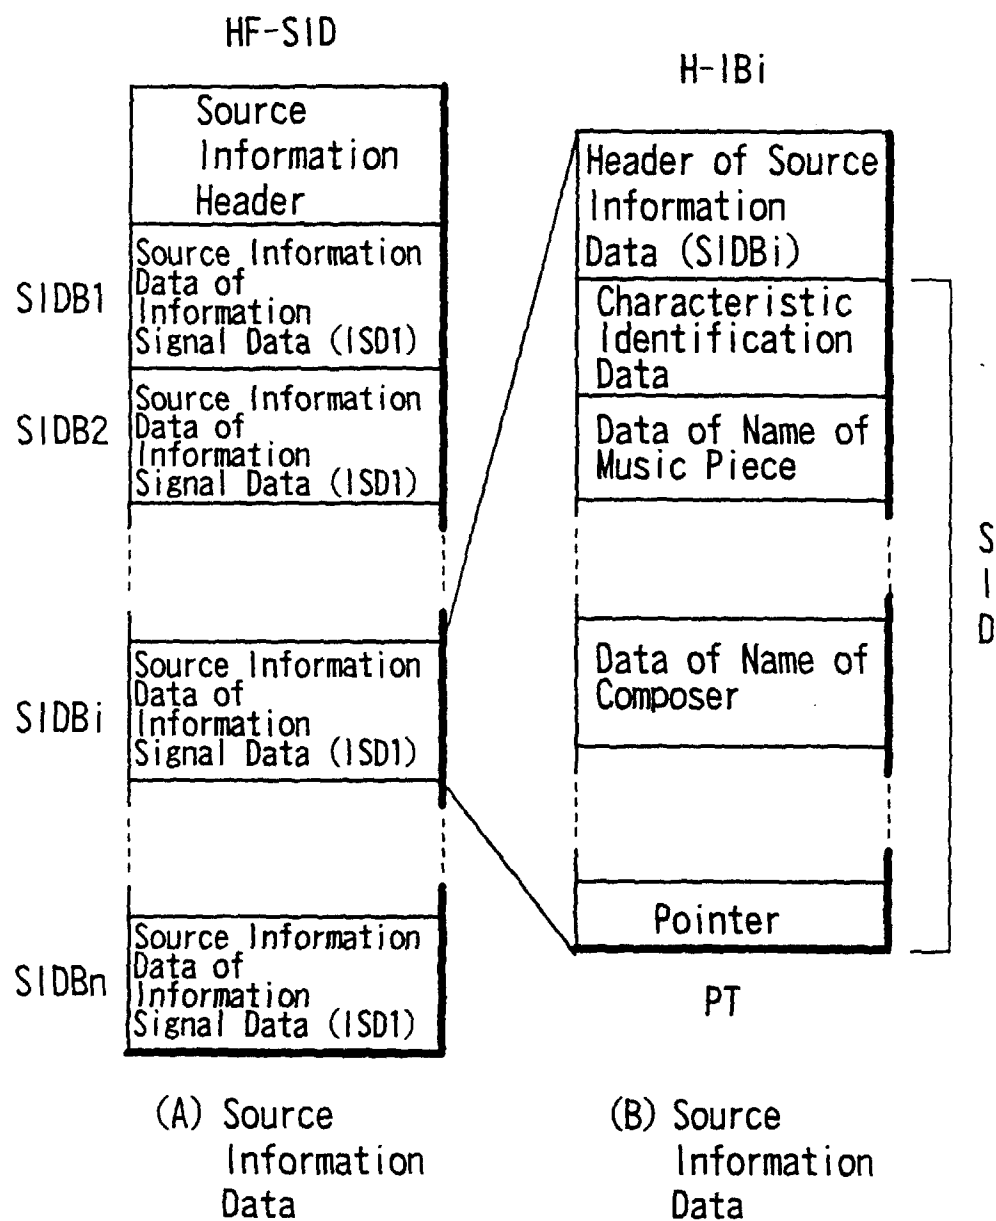 HF-SID
Source
Information
Header
SIDB1
Source Information
Data of
Information
Signal Data (ISD1)
SIDB2
Source Information
Data of
Information
Signal Data (ISD1)
SIDBi
Source Information
Data of
Information
Signal Data (ISD1)
SIDBn
Source Information
Data of
Information
Signal Data (ISD1)
(A) Source
Information
Data
H-IBi
Header of Source
Information
Data (SIDBi)
Characteristic
Identification
Data
Data of Name of
Music Piece
Data of Name of
Composer
Pointer
PT
SID
(B) Source
Information
Data